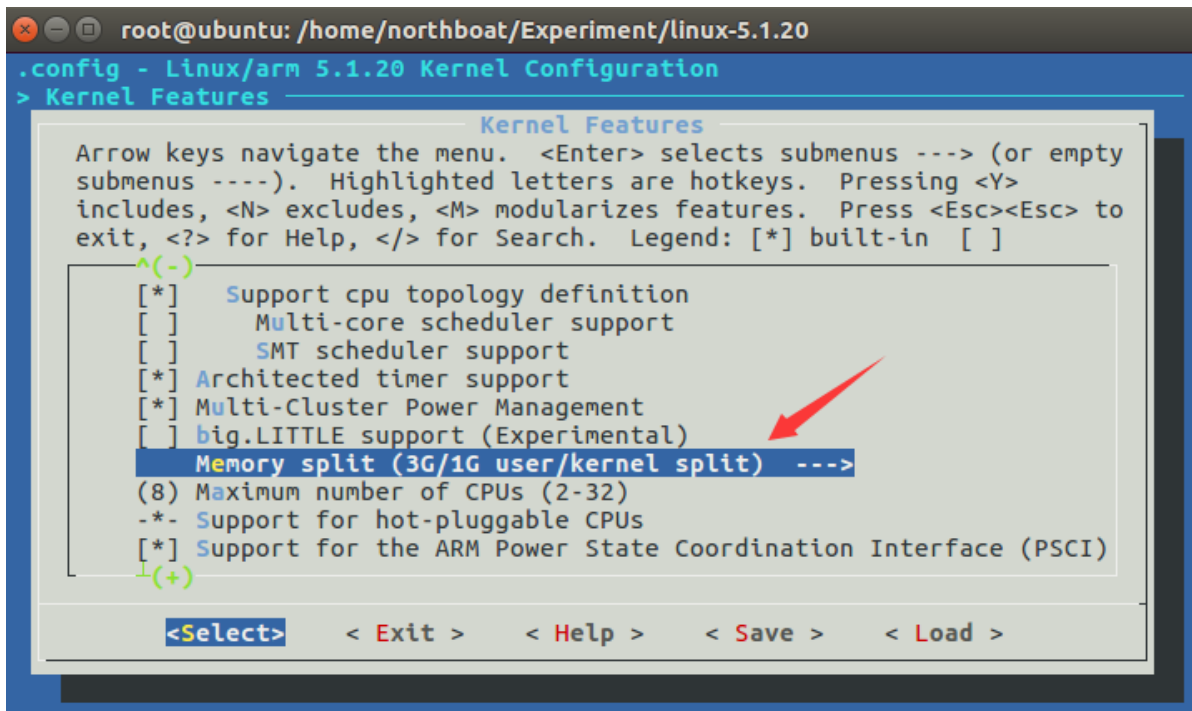 root@ubuntu: /home/northboat/Experiment/linux-5.1.20
.config - Linux/arm 5.1.20 Kernel Configuration
> Kernel Features
Kernel Features
Arrow keys navigate the menu.  <Enter> selects submenus ---> (or empty
submenus ----).  Highlighted letters are hotkeys.  Pressing <Y>
includes, <N> excludes, <M> modularizes features.  Press <Esc><Esc> to
exit, <?> for Help, </> for Search.  Legend: [*] built-in  [ ]
^(-)
[*]   Support cpu topology definition
[ ]     Multi-core scheduler support
[ ]     SMT scheduler support
[*] Architected timer support
[*] Multi-Cluster Power Management
[ ] big.LITTLE support (Experimental)
Memory split (3G/1G user/kernel split)  --->
(8) Maximum number of CPUs (2-32)
-*- Support for hot-pluggable CPUs
[*] Support for the ARM Power State Coordination Interface (PSCI)
┴(+)
<Select>    < Exit >    < Help >    < Save >    < Load >